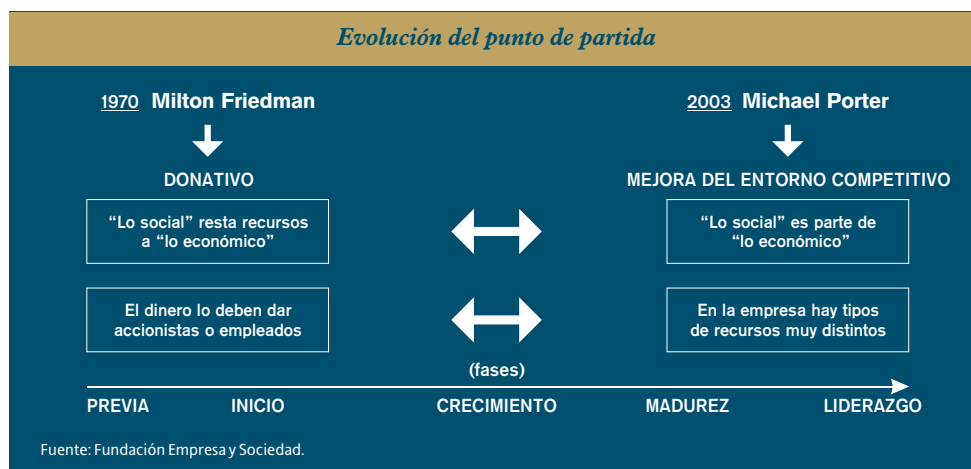 Evolución del punto de partida
1970 Milton Friedman
2003 Michael Porter
DONATIVO
MEJORA DEL ENTORNO COMPETITIVO
“Lo social” resta recursos
a “lo económico”
“Lo social” es parte de
“lo económico”
El dinero lo deben dar
accionistas o empleados
En la empresa hay tipos
de recursos muy distintos
(fases)
PREVIA INICIO CRECIMIENTO MADUREZ LIDERAZGO
Fuente: Fundación Empresa y Sociedad.